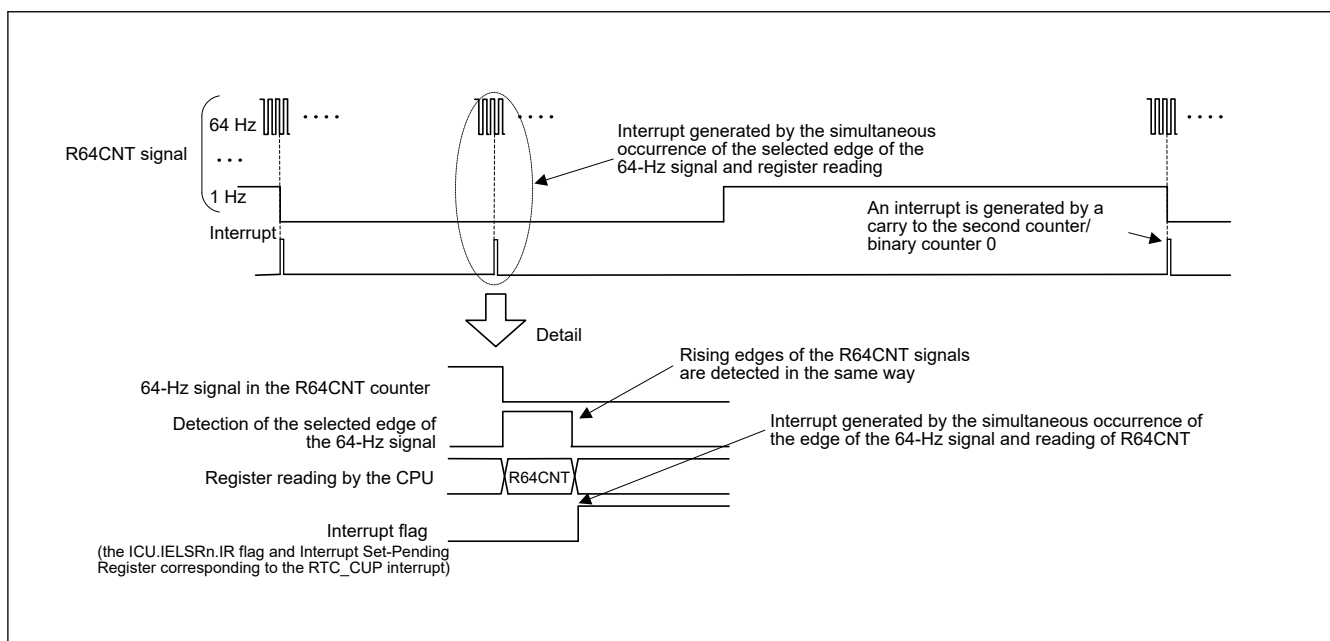 64 Hz
R64CNT signal
1 Hz
Interrupt
Interrupt generated by the simultaneous
occurrence of the selected edge of the
64-Hz signal and register reading
An interrupt is generated by a
carry to the second counter/
binary counter 0
Detail
Rising edges of the R64CNT signals
are detected in the same way
64-Hz signal in the R64CNT counter
Detection of the selected edge of
the 64-Hz signal
Interrupt generated by the simultaneous occurrence of
the edge of the 64-Hz signal and reading of R64CNT
Register reading by the CPU
R64CNT
Interrupt flag
(the ICU.IELSRn.IR flag and Interrupt Set-Pending
Register corresponding to the RTC_CUP interrupt)